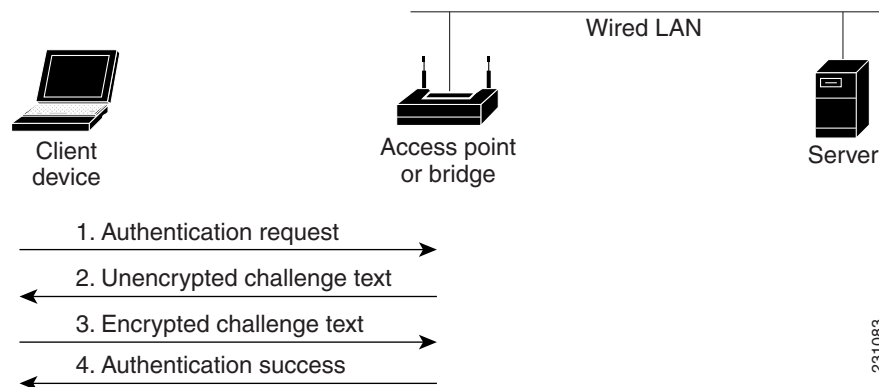 Wired LAN
Client
device
Access point
or bridge
Server
1. Authentication request
2. Unencrypted challenge text
3. Encrypted challenge text
4. Authentication success
231083